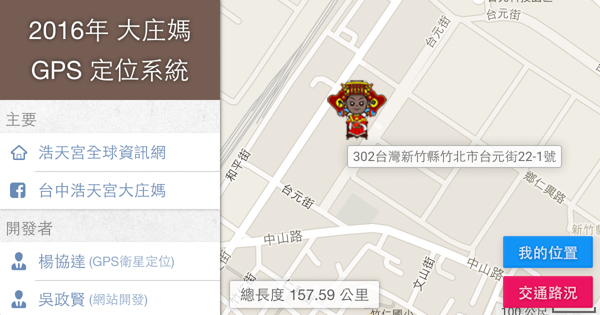 2016年 大庄媽
GPS 定位系統
主要
浩天宮全球資訊網
台中浩天宮大庄媽
開發者
楊協達 (GPS衛星定位)
吳政賢 (網站開發)
台元街
台元街
302台灣新竹縣竹北市台元街22-1號
和平街
台元街
鄉仁興路
中山路
中山路
文山街
竹仁國小
我的位置
交通路況
總長度 157.59 公里
100 公尺